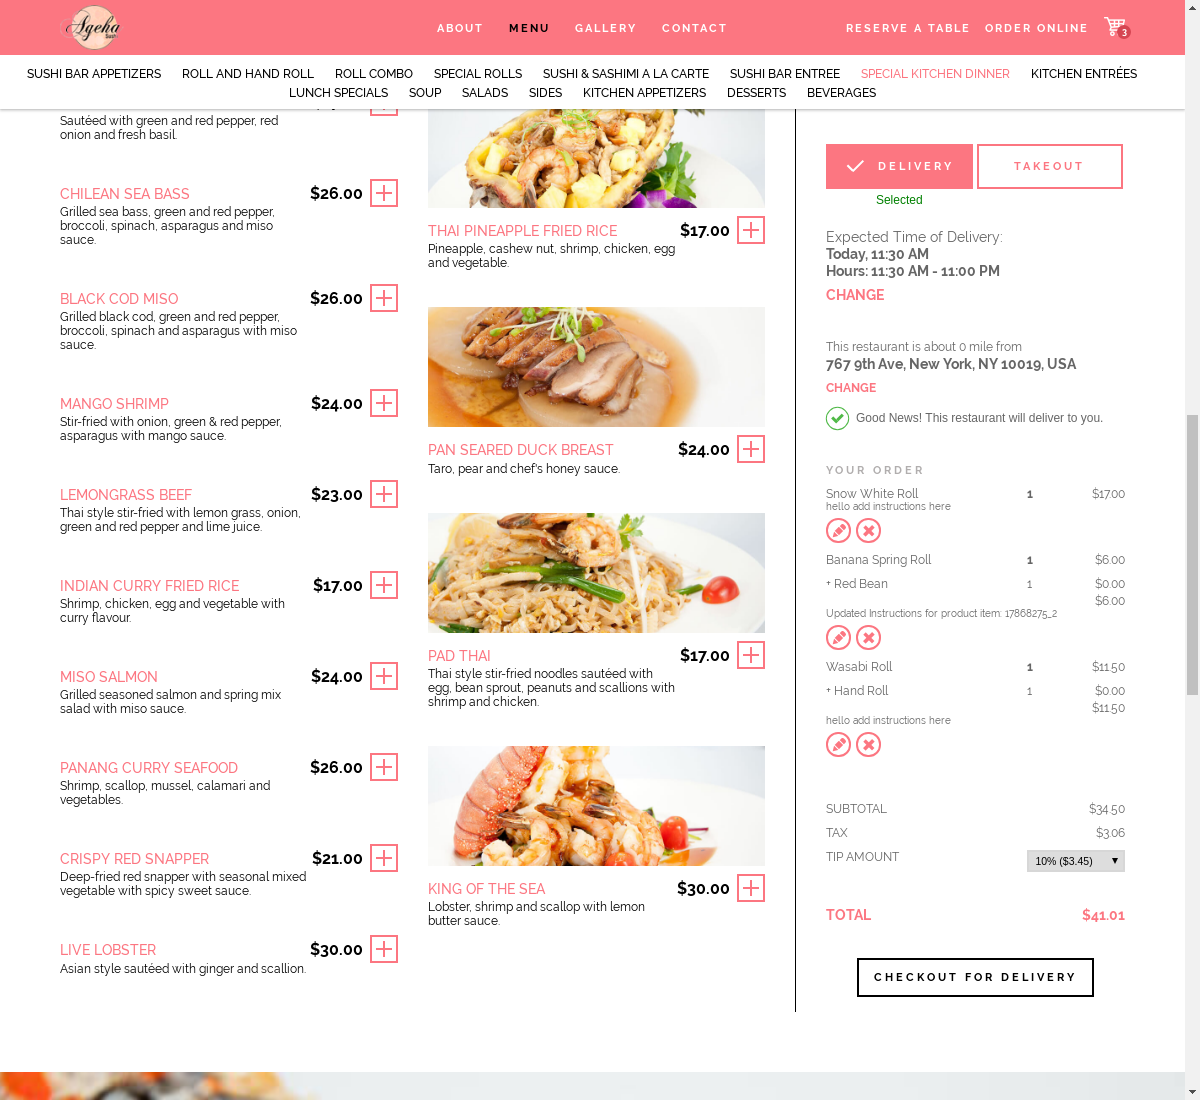 Ageha
ABOUT
MENU
GALLERY
CONTACT
RESERVE A TABLE
ORDER ONLINE
3
SUSHI BAR APPETIZERS
ROLL AND HAND ROLL
ROLL COMBO
SPECIAL ROLLS
SUSHI & SASHIMI A LA CARTE
SUSHI BAR ENTREE
SPECIAL KITCHEN DINNER
KITCHEN ENTRÉES
LUNCH SPECIALS
SOUP
SALADS
SIDES
KITCHEN APPETIZERS
DESSERTS
BEVERAGES
Sautéed with green and red pepper, red
onion and fresh basil.
CHILEAN SEA BASS
$26.00
Grilled sea bass, green and red pepper,
broccoli, spinach, asparagus and miso
sauce.
BLACK COD MISO
$26.00
Grilled black cod, green and red pepper,
broccoli, spinach and asparagus with miso
sauce.
MANGO SHRIMP
$24.00
Stir-fried with onion, green & red pepper,
asparagus with mango sauce.
LEMONGRASS BEEF
$23.00
Thai style stir-fried with lemon grass, onion,
green and red pepper and lime juice.
INDIAN CURRY FRIED RICE
$17.00
Shrimp, chicken, egg and vegetable with
curry flavour.
MISO SALMON
$24.00
Grilled seasoned salmon and spring mix
salad with miso sauce.
PANANG CURRY SEAFOOD
$26.00
Shrimp, scallop, mussel, calamari and
vegetables.
CRISPY RED SNAPPER
$21.00
Deep-fried red snapper with seasonal mixed
vegetable with spicy sweet sauce.
LIVE LOBSTER
$30.00
Asian style sautéed with ginger and scallion.
THAI PINEAPPLE FRIED RICE
$17.00
Pineapple, cashew nut, shrimp, chicken, egg
and vegetable.
PAN SEARED DUCK BREAST
$24.00
Taro, pear and chef's honey sauce.
PAD THAI
$17.00
Thai style stir-fried noodles sautéed with
egg, bean sprout, peanuts and scallions with
shrimp and chicken.
KING OF THE SEA
$30.00
Lobster, shrimp and scallop with lemon
butter sauce.
DELIVERY
TAKEOUT
Selected
Expected Time of Delivery:
Today, 11:30 AM
Hours: 11:30 AM - 11:00 PM
CHANGE
This restaurant is about 0 mile from
767 9th Ave, New York, NY 10019, USA
CHANGE
Good News! This restaurant will deliver to you.
YOUR ORDER
Snow White Roll 1 $17.00
hello add instructions here
Banana Spring Roll 1 $6.00
+ Red Bean 1 $0.00
$6.00
Updated Instructions for product item: 17868275_2
Wasabi Roll 1 $11.50
+ Hand Roll 1 $0.00
$11.50
hello add instructions here
SUBTOTAL $34.50
TAX $3.06
TIP AMOUNT 10% ($3.45)
TOTAL $41.01
CHECKOUT FOR DELIVERY